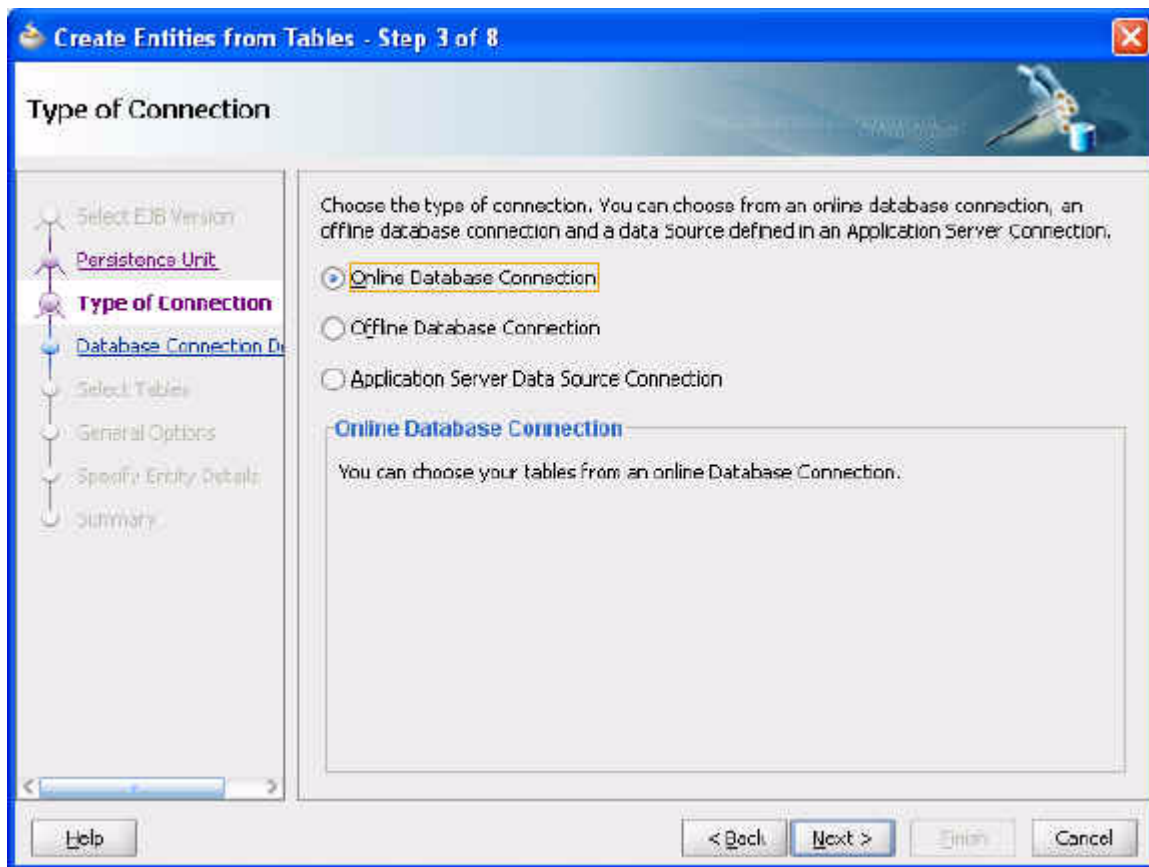 Create Entities from Tables - Step 3 of 8
Type of Connection
Select EJB Version
Persistence Unit
Type of Connection
Database Connection De
Select Tables
General Options
Specify Entity Details
Summary
Choose the type of connection. You can choose from an online database connection, an
offline database connection and a data Source defined in an Application Server Connection.
Online Database Connection
Offline Database Connection
Application Server Data Source Connection
Online Database Connection
You can choose your tables from an online Database Connection.
Help
< Back
Next >
Finish
Cancel